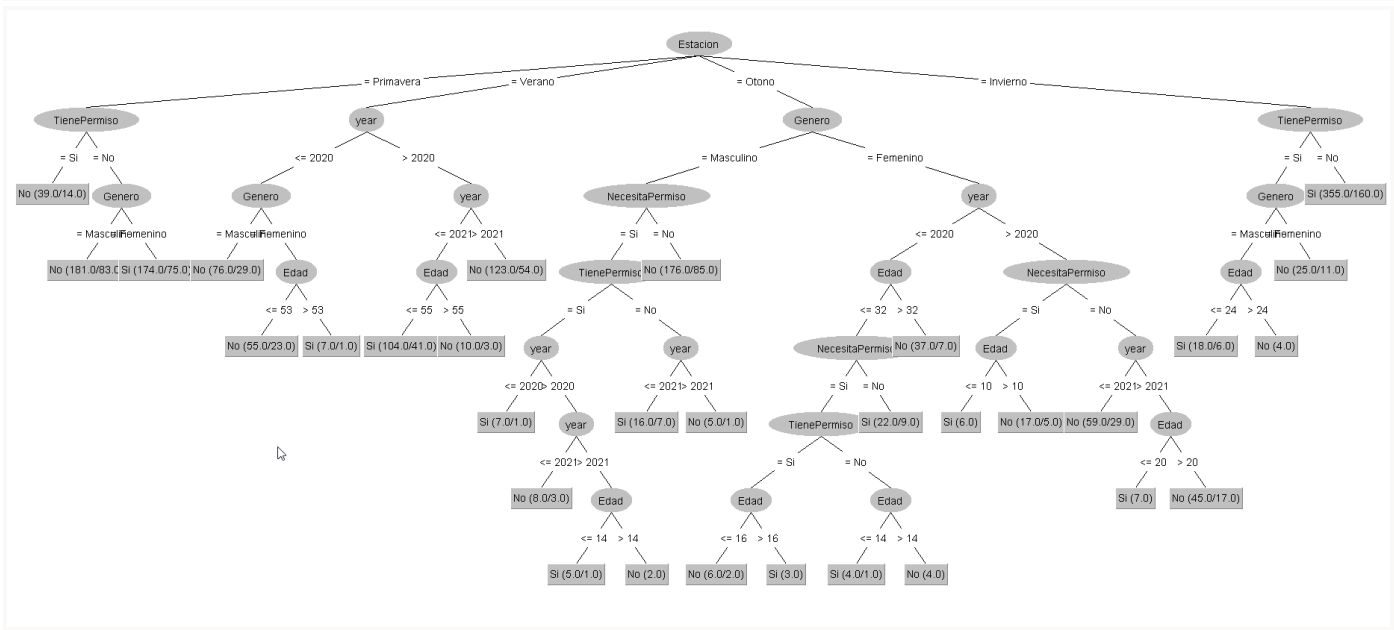 Estacion
= Primavera = Verano = Otono = Invierno
TienePermiso year Genero TienePermiso
= Si = No <= 2020 > 2020 = Masculino = Femenino = Si = No
No (39.0/14.0) Genero Genero year NecesitaPermiso year Genero Si (355.0/160.0)
= Femenino = Femenino <= 2021 > 2021 = Si = No <= 2020 > 2020 = Femenino
No (181.0/83.0 Si (174.0/75.0) No (76.0/29.0) Edad Edad No (123.0/54.0) TienePermiso No (176.0/85.0) Edad NecesitaPermiso Edad No (25.0/11.0)
<= 53 > 53 <= 55 > 55 = Si = No <= 32 > 32 = Si = No <= 24 > 24
No (55.0/23.0) Si (7.0/1.0) Si (104.0/41.0) No (10.0/3.0) year year NecesitaPermiso No (37.0/7.0) Edad year Si (18.0/6.0) No (4.0)
<= 2020 > 2020 <= 2021 > 2021 = Si = No <= 10 > 10 <= 2021 > 2021
Si (7.0/1.0) year Si (16.0/7.0) No (5.0/1.0) TienePermiso Si (22.0/9.0) Si (6.0) No (17.0/5.0) No (59.0/29.0) Edad
<= 2021 > 2021 = Si = No <= 20 > 20
No (8.0/3.0) Edad Edad Edad Si (7.0) No (45.0/17.0)
<= 14 > 14 <= 16 > 16 <= 14 > 14
Si (5.0/1.0) No (2.0) No (6.0/2.0) Si (3.0) Si (4.0/1.0) No (4.0)